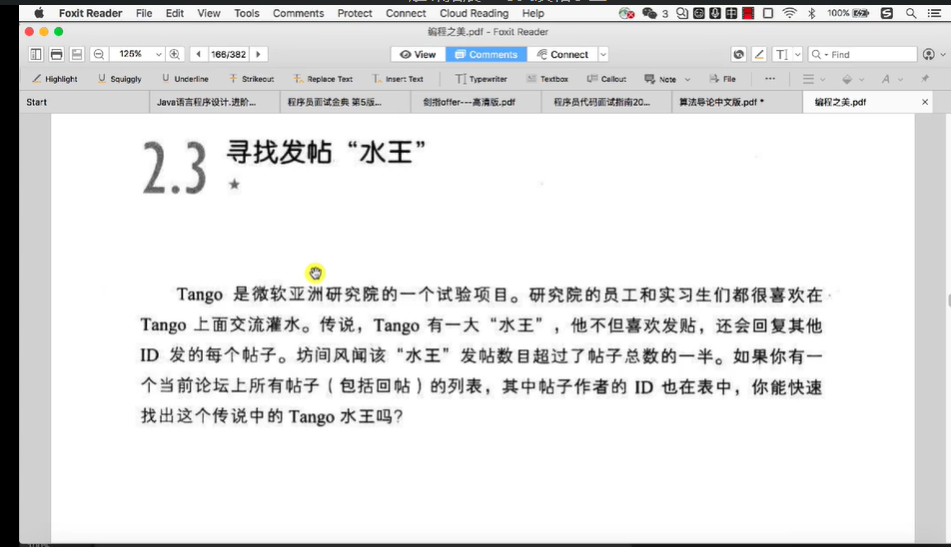 Foxit Reader File Edit View Tools Comments Protect Connect Cloud Reading Help 3 100%
编程之美.pdf - Foxit Reader
125% 166/382 View Comments Connect Find
Highlight Squiggly Underline Strikeout Replace Text Insert Text Typewriter Textbox Callout Note File
Start Java语言程序设计.进阶... 程序员面试金典 第5版... 剑指offer---高清版.pdf 程序员代码面试指南20... 算法导论中文版.pdf * 编程之美.pdf
2.3 寻找发帖“水王”
Tango 是微软亚洲研究院的一个试验项目。研究院的员工和实习生们都很喜欢在
Tango 上面交流灌水。传说，Tango 有一大“水王”，他不但喜欢发贴，还会回复其他
ID 发的每个帖子。坊间风闻该“水王”发帖数目超过了帖子总数的一半。如果你有一
个当前论坛上所有帖子（包括回帖）的列表，其中帖子作者的 ID 也在表中，你能快速
找出这个传说中的 Tango 水王吗？